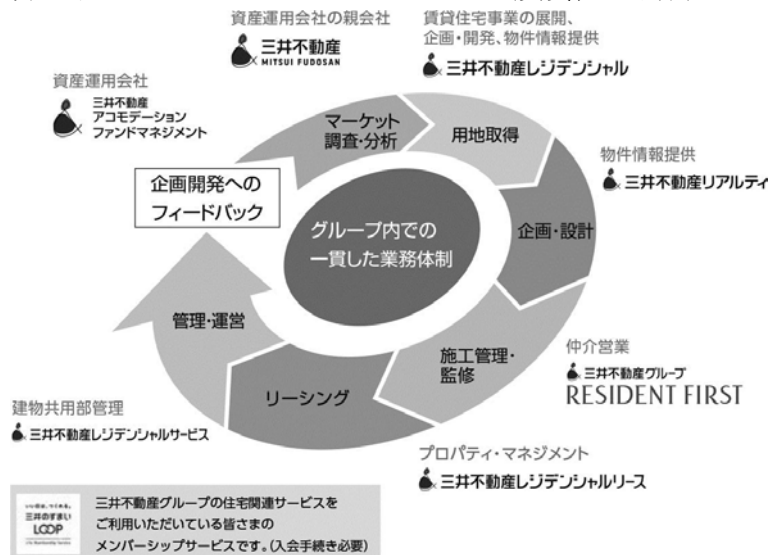 資産運用会社の親会社
三井不動産
MITSUI FUDOSAN
賃貸住宅事業の展開、
企画・開発、物件情報提供
三井不動産レジデンシャル
資産運用会社
三井不動産
アコモデーション
ファンドマネジメント
マーケット
調査・分析
用地取得
物件情報提供
三井不動産リアルティ
企画開発への
フィードバック
グループ内での
一貫した業務体制
企画・設計
管理・運営
施工管理・
監修
リーシング
仲介営業
三井不動産グループ
RESIDENT FIRST
建物共用部管理
三井不動産レジデンシャルサービス
プロパティ・マネジメント
三井不動産レジデンシャルリース
三井のすまい
LOOP
三井不動産グループの住宅関連サービスを
ご利用いただいている皆さまの
メンバーシップサービスです。(入会手続き必要)